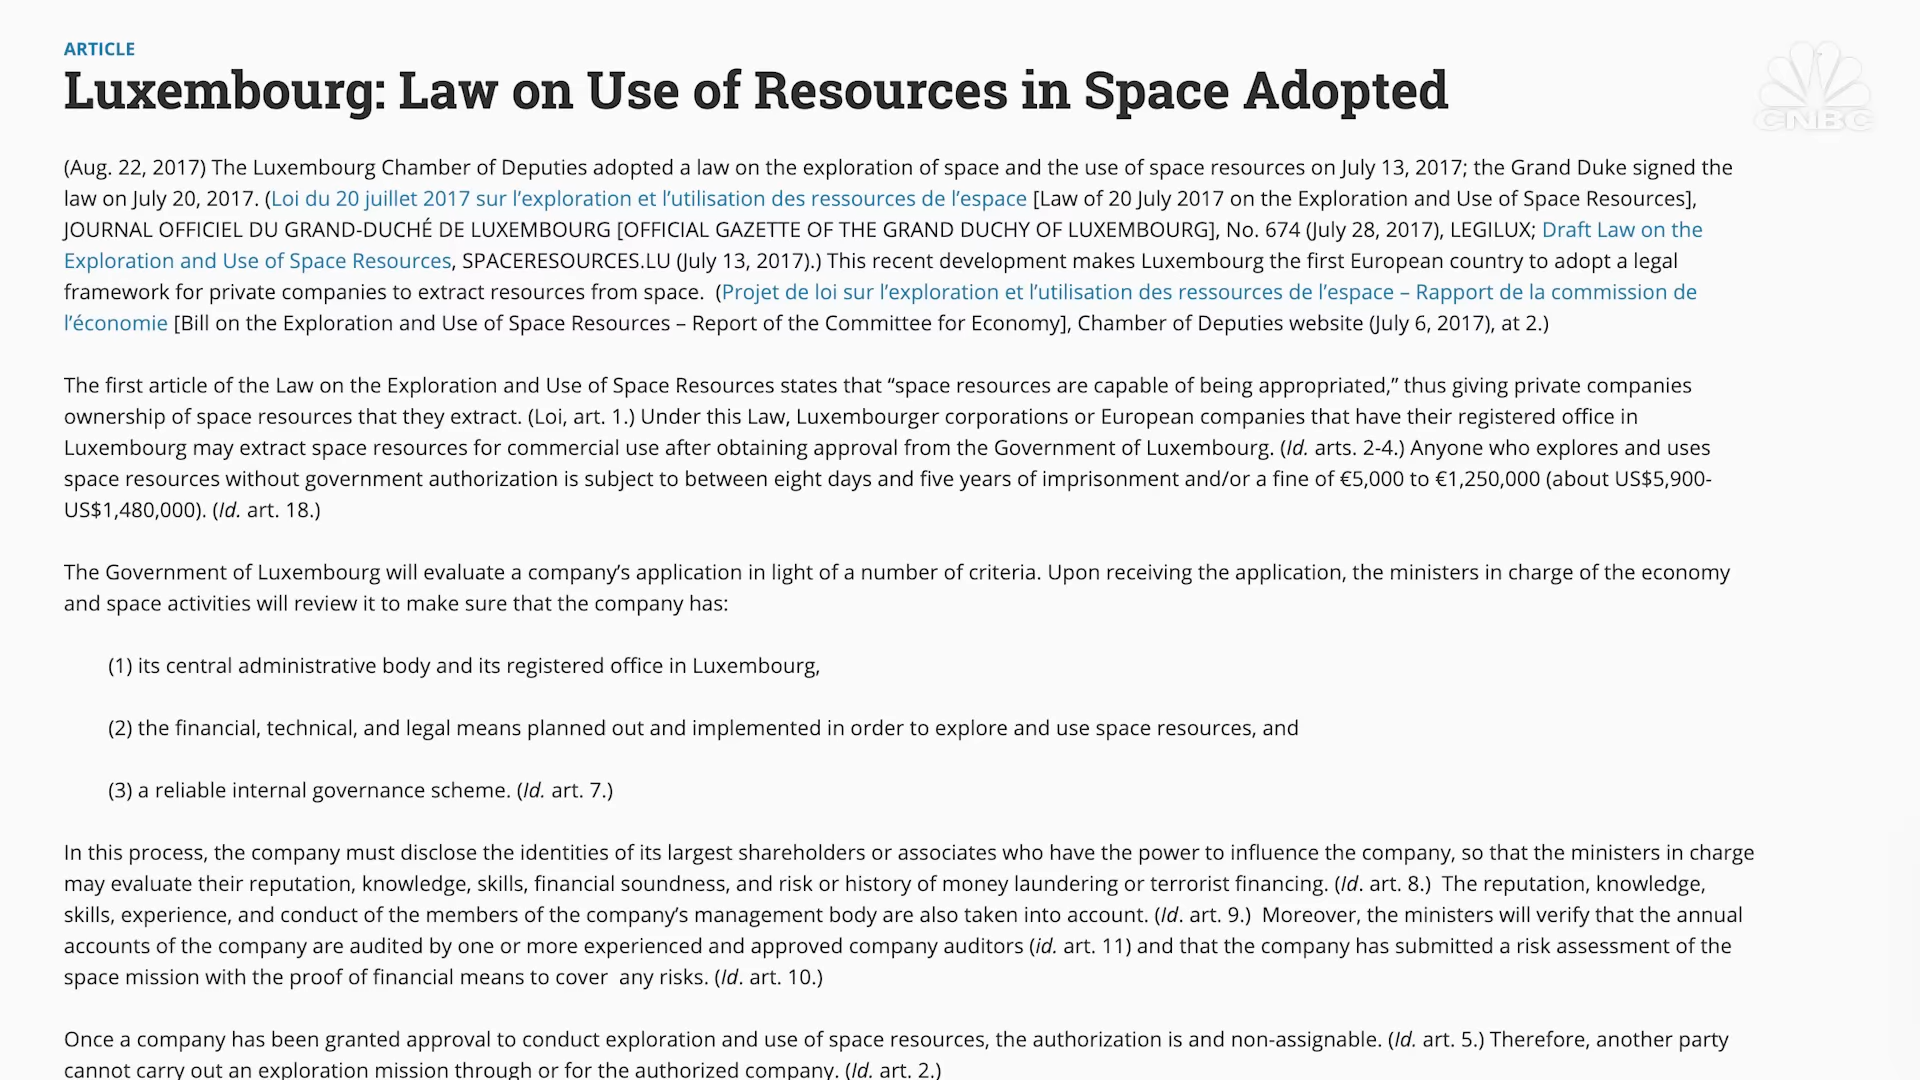 ARTICLE
Luxembourg: Law on Use of Resources in Space Adopted
CNBC
(Aug. 22, 2017) The Luxembourg Chamber of Deputies adopted a law on the exploration of space and the use of space resources on July 13, 2017; the Grand Duke signed the
law on July 20, 2017. (Loi du 20 juillet 2017 sur l’exploration et l’utilisation des ressources de l’espace [Law of 20 July 2017 on the Exploration and Use of Space Resources],
JOURNAL OFFICIEL DU GRAND-DUCHÉ DE LUXEMBOURG [OFFICIAL GAZETTE OF THE GRAND DUCHY OF LUXEMBOURG], No. 674 (July 28, 2017), LEGILUX; Draft Law on the
Exploration and Use of Space Resources, SPACERESOURCES.LU (July 13, 2017).) This recent development makes Luxembourg the first European country to adopt a legal
framework for private companies to extract resources from space.  (Projet de loi sur l’exploration et l’utilisation des ressources de l’espace – Rapport de la commission de
l’économie [Bill on the Exploration and Use of Space Resources – Report of the Committee for Economy], Chamber of Deputies website (July 6, 2017), at 2.)
The first article of the Law on the Exploration and Use of Space Resources states that “space resources are capable of being appropriated,” thus giving private companies
ownership of space resources that they extract. (Loi, art. 1.) Under this Law, Luxembourger corporations or European companies that have their registered office in
Luxembourg may extract space resources for commercial use after obtaining approval from the Government of Luxembourg. (Id. arts. 2-4.) Anyone who explores and uses
space resources without government authorization is subject to between eight days and five years of imprisonment and/or a fine of €5,000 to €1,250,000 (about US$5,900-
US$1,480,000). (Id. art. 18.)
The Government of Luxembourg will evaluate a company’s application in light of a number of criteria. Upon receiving the application, the ministers in charge of the economy
and space activities will review it to make sure that the company has:
(1) its central administrative body and its registered office in Luxembourg,
(2) the financial, technical, and legal means planned out and implemented in order to explore and use space resources, and
(3) a reliable internal governance scheme. (Id. art. 7.)
In this process, the company must disclose the identities of its largest shareholders or associates who have the power to influence the company, so that the ministers in charge
may evaluate their reputation, knowledge, skills, financial soundness, and risk or history of money laundering or terrorist financing. (Id. art. 8.)  The reputation, knowledge,
skills, experience, and conduct of the members of the company’s management body are also taken into account. (Id. art. 9.)  Moreover, the ministers will verify that the annual
accounts of the company are audited by one or more experienced and approved company auditors (id. art. 11) and that the company has submitted a risk assessment of the
space mission with the proof of financial means to cover  any risks. (Id. art. 10.)
Once a company has been granted approval to conduct exploration and use of space resources, the authorization is and non-assignable. (Id. art. 5.) Therefore, another party
cannot carry out an exploration mission through or for the authorized company. (Id. art. 2.)